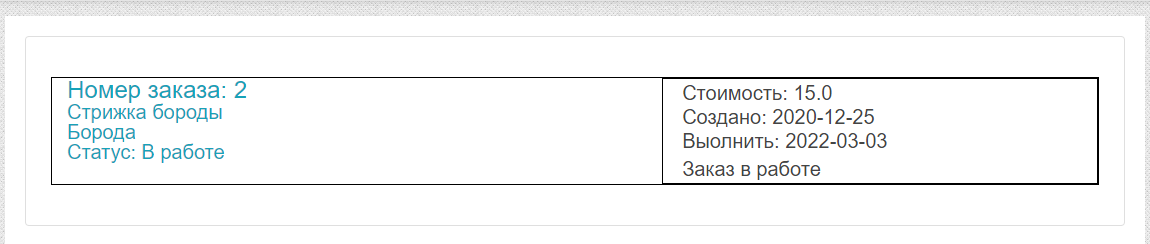 Номер заказа: 2
Стрижка бороды
Борода
Статус: В работе
Стоимость: 15.0
Создано: 2020-12-25
Выолнить: 2022-03-03
Заказ в работе